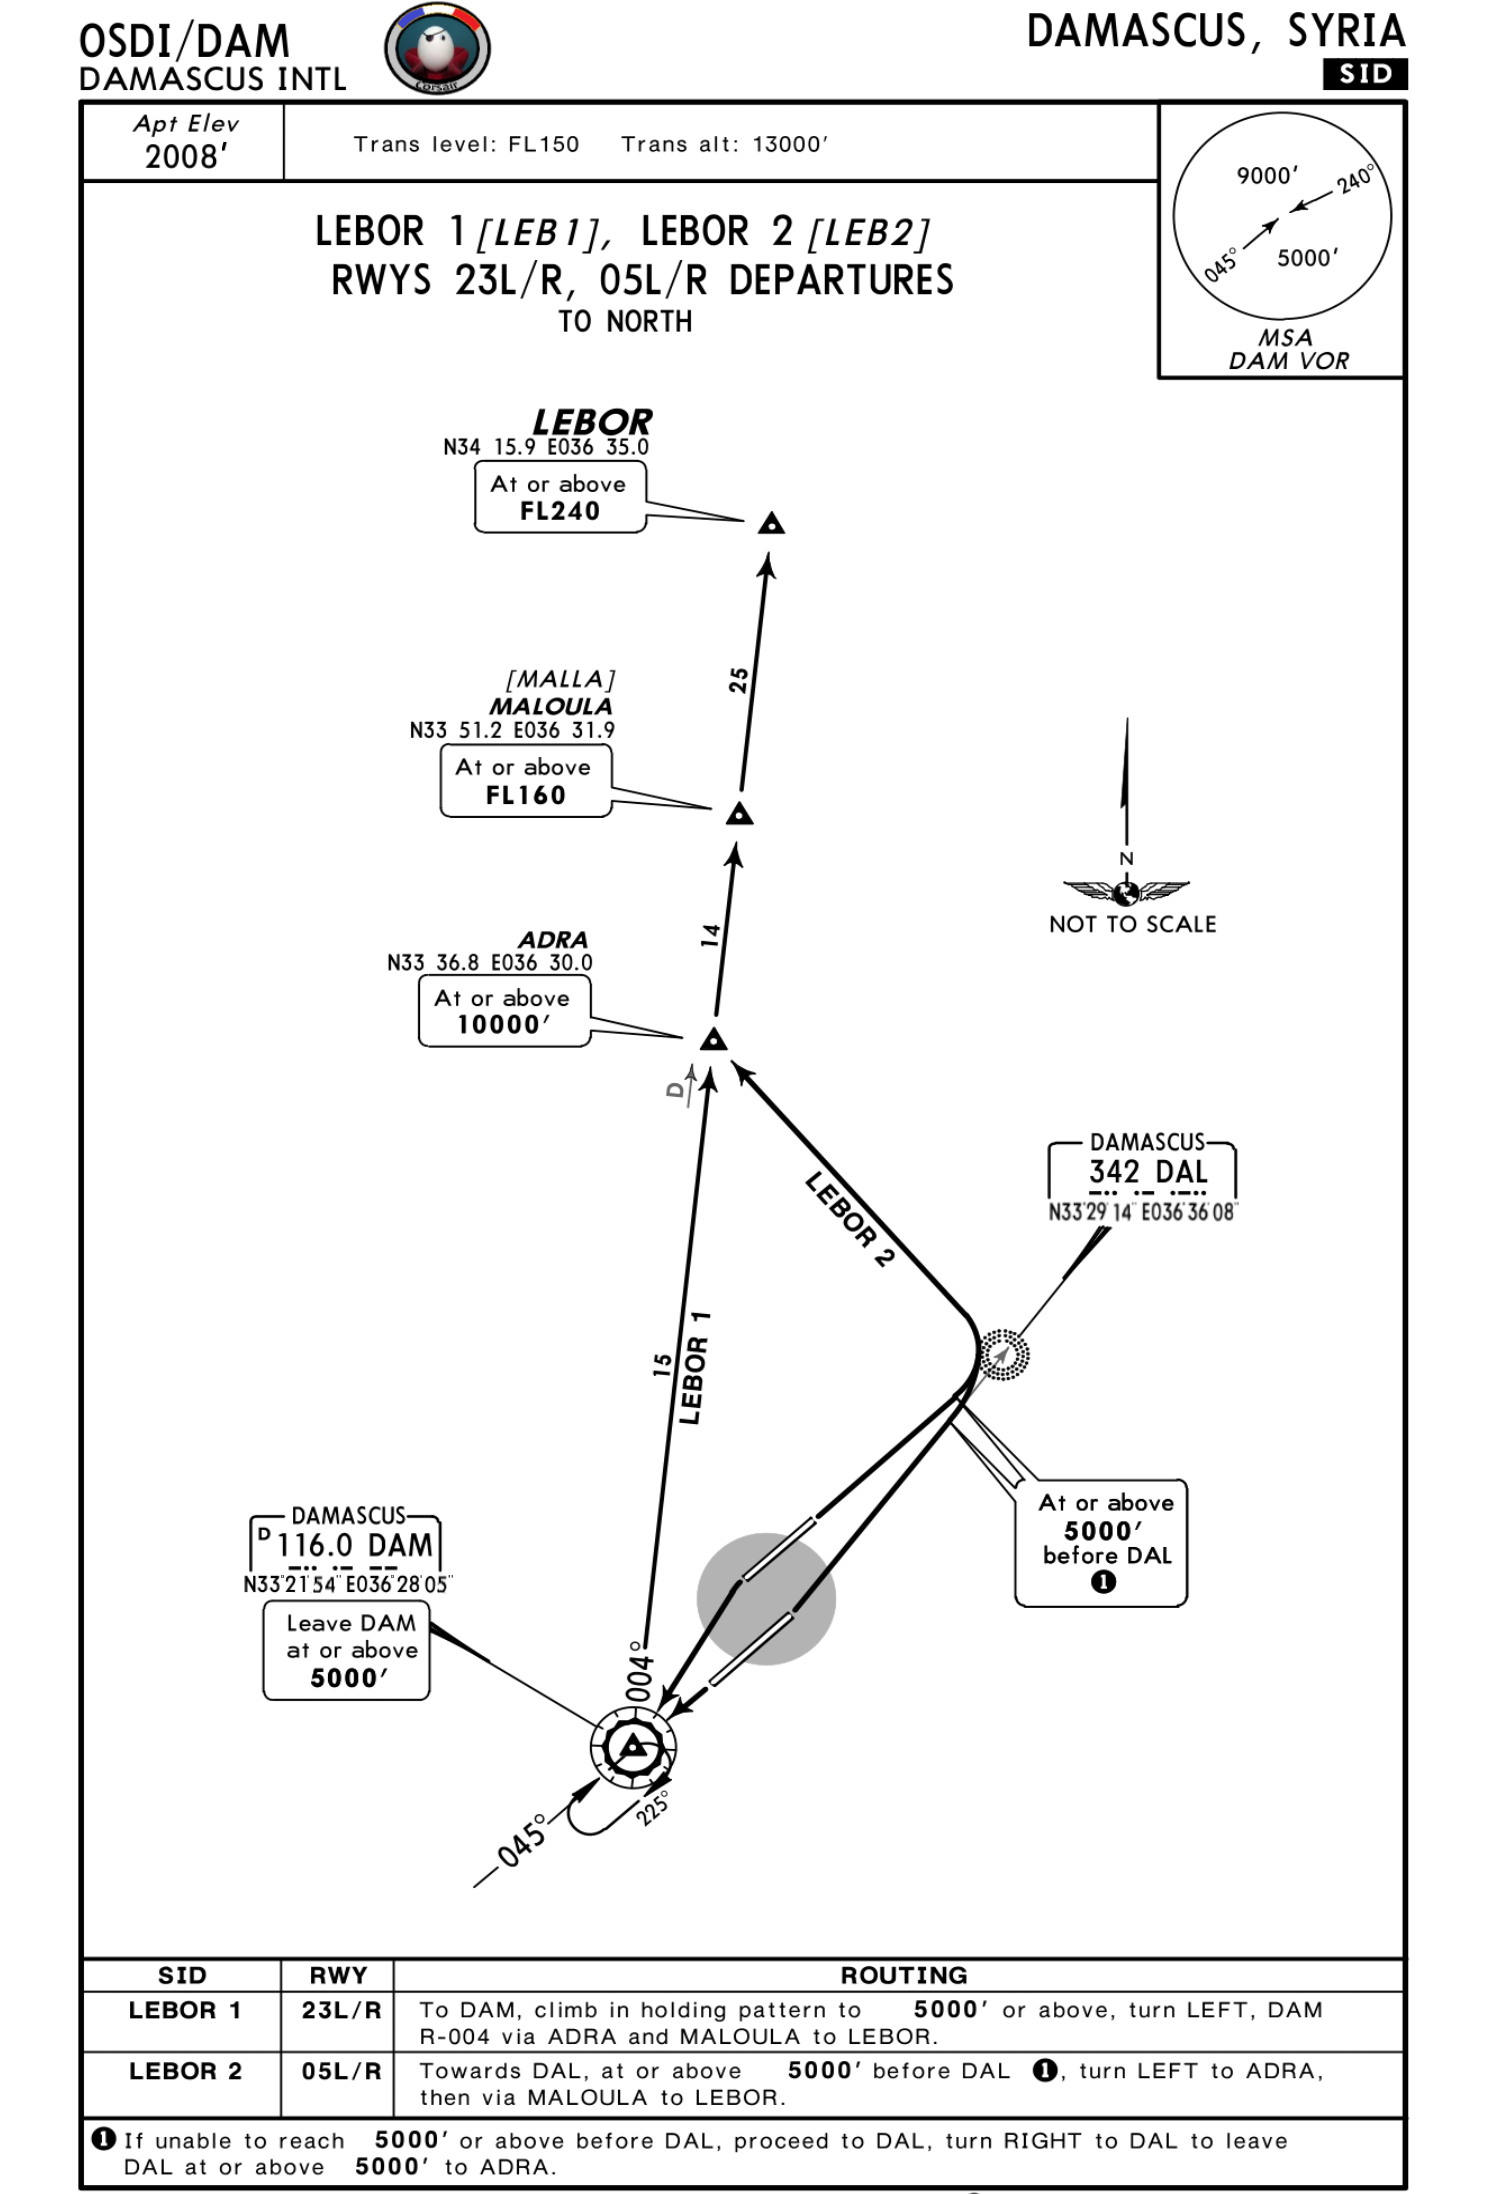 OSDI/DAM
DAMASCUS INTL
corsair
DAMASCUS, SYRIA
SID
Apt Elev
2008'
Trans level: FL150 Trans alt: 13000'
9000'
240°
045°
5000'
MSA
DAM VOR
LEBOR 1 [LEB1], LEBOR 2 [LEB2]
RWYS 23L/R, 05L/R DEPARTURES
TO NORTH
LEBOR
N34 15.9 E036 35.0
At or above
FL240
25
[MALLA]
MALOULA
N33 51.2 E036 31.9
At or above
FL160
N
NOT TO SCALE
14
ADRA
N33 36.8 E036 30.0
At or above
10000'
D
DAMASCUS
342 DAL
N33°29'14" E036°36'08"
LEBOR 2
15
LEBOR 1
At or above
5000'
before DAL
1
DAMASCUS
D 116.0 DAM
N33°21'54" E036°28'05"
Leave DAM
at or above
5000'
004°
225°
045°
SID RWY ROUTING
LEBOR 1 23L/R To DAM, climb in holding pattern to 5000' or above, turn LEFT, DAM
R-004 via ADRA and MALOULA to LEBOR.
LEBOR 2 05L/R Towards DAL, at or above 5000' before DAL 1, turn LEFT to ADRA,
then via MALOULA to LEBOR.
1 If unable to reach 5000' or above before DAL, proceed to DAL, turn RIGHT to DAL to leave
DAL at or above 5000' to ADRA.